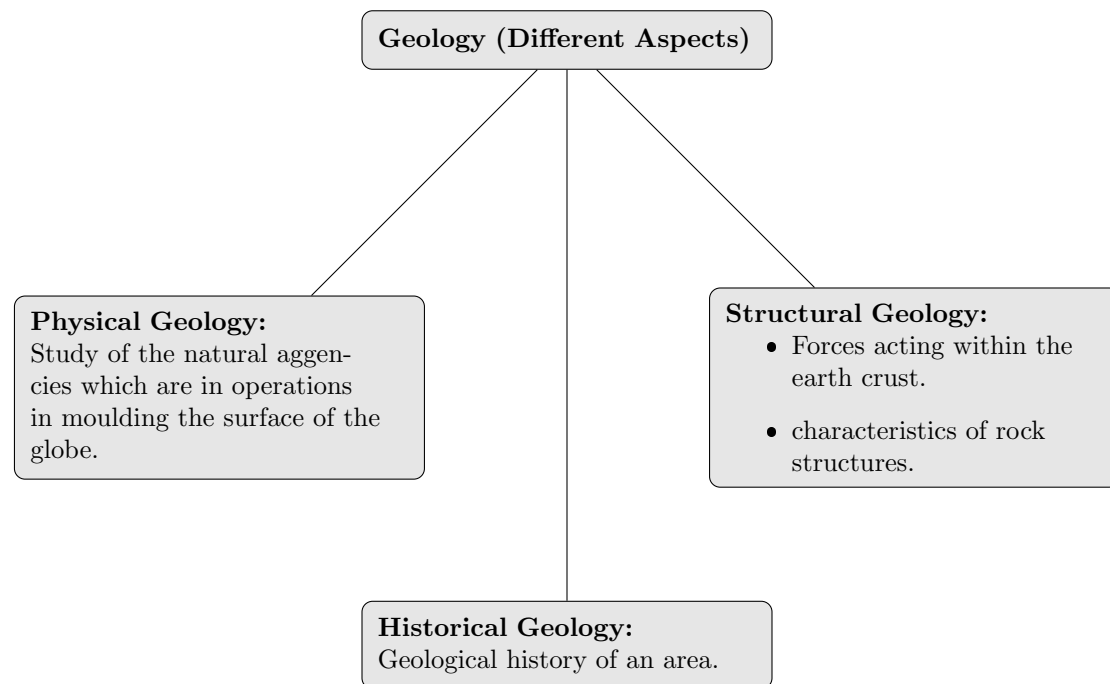 Geology (Different Aspects)
Physical Geology:
Study of the natural aggen-
cies which are in operations
in moulding the surface of the
globe.
Structural Geology:
• Forces acting within the
earth crust.
• characteristics of rock
structures.
Historical Geology:
Geological history of an area.